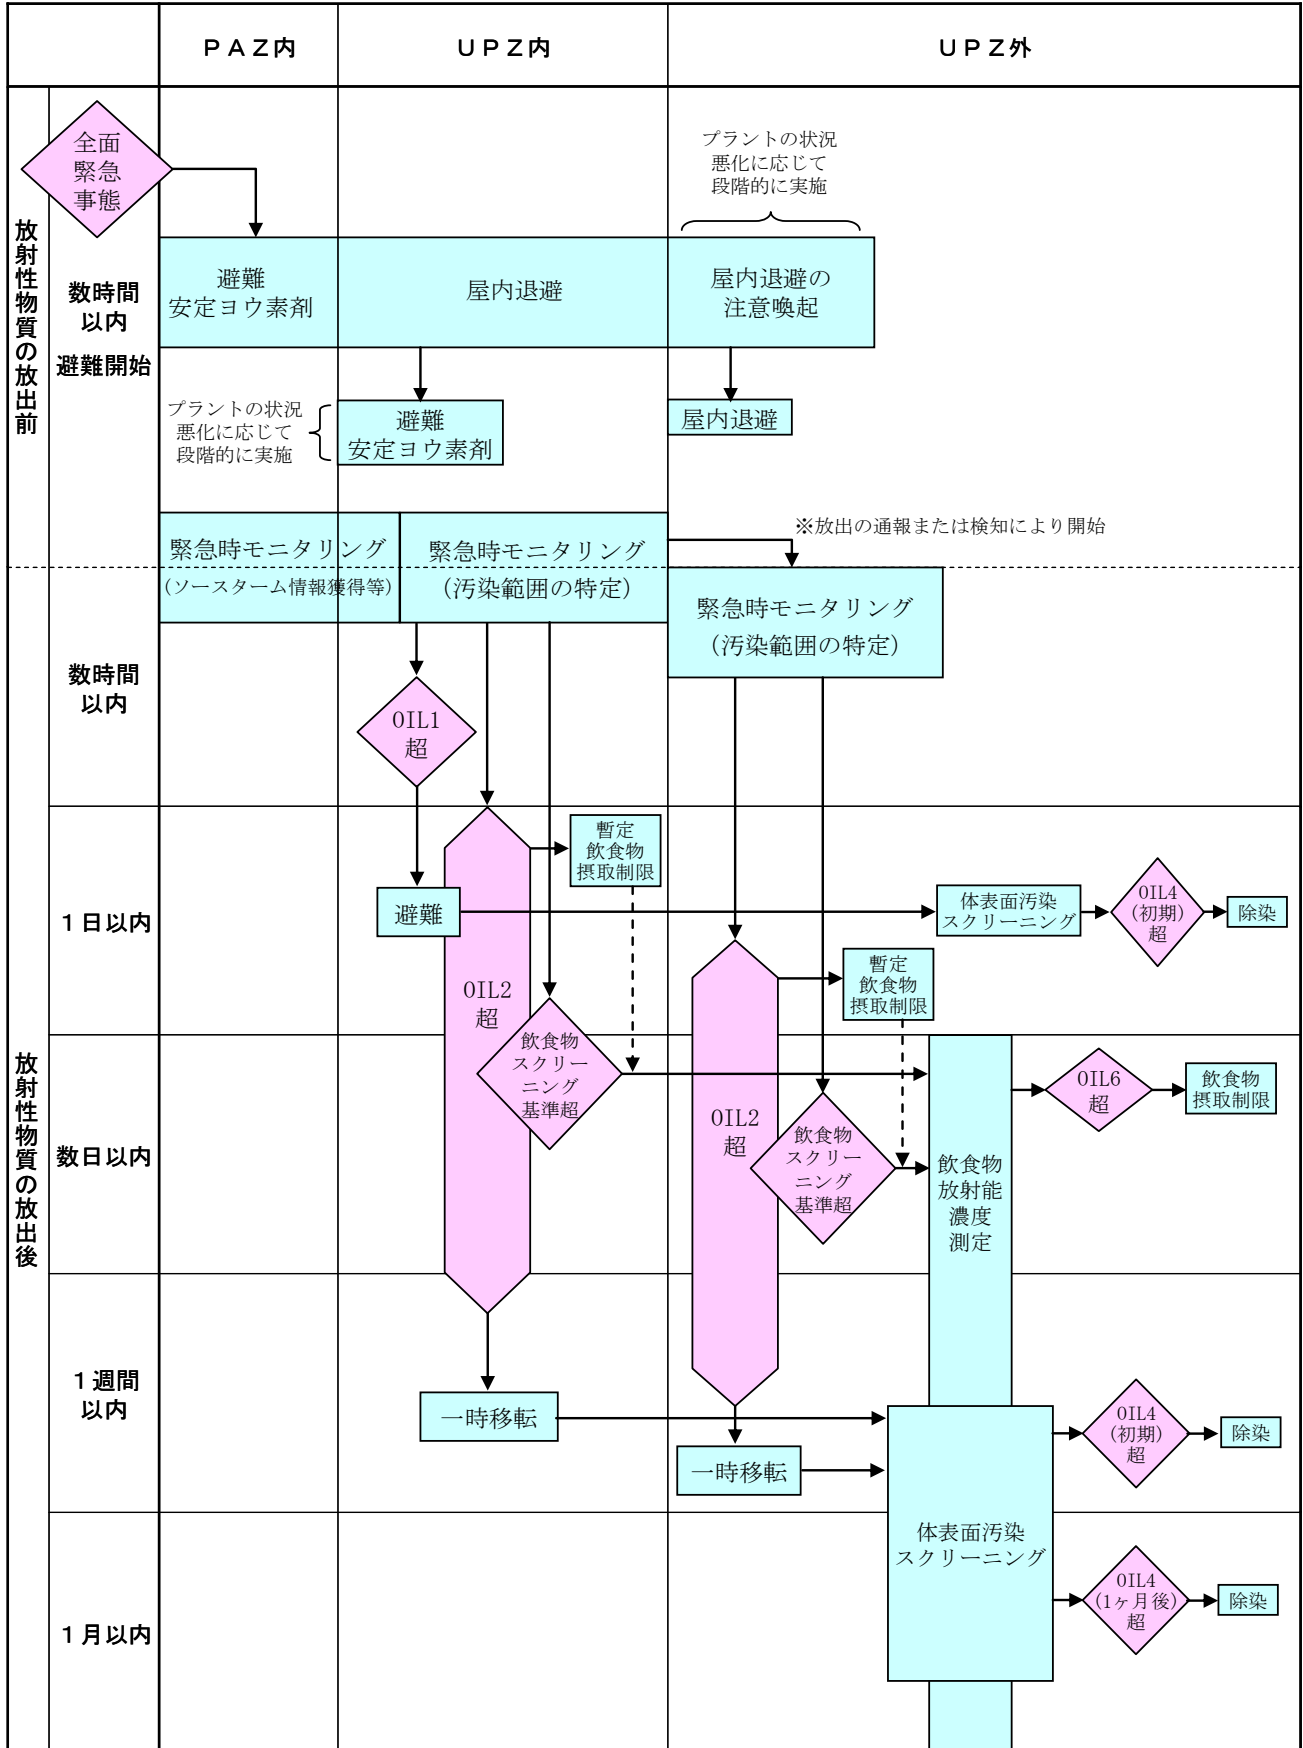 ＰＡＺ内
ＵＰＺ内
ＵＰＺ外
放射性物質の放出前
全面
緊急
事態
プラントの状況
悪化に応じて
段階的に実施
数時間
以内
避難開始
避難
安定ヨウ素剤
屋内退避
屋内退避の
注意喚起
プラントの状況
悪化に応じて
段階的に実施
避難
安定ヨウ素剤
屋内退避
※放出の通報または検知により開始
緊急時モニタリング
(ソースターム情報獲得等)
緊急時モニタリング
（汚染範囲の特定）
緊急時モニタリング
（汚染範囲の特定）
放射性物質の放出後
数時間
以内
OIL1
超
１日以内
OIL2
超
暫定
飲食物
摂取制限
避難
体表面汚染
スクリーニング
OIL4
(初期)
超
除染
暫定
飲食物
摂取制限
数日以内
飲食物
スクリー
ニング
基準超
OIL2
超
飲食物
スクリー
ニング
基準超
飲食物
放射能
濃度
測定
OIL6
超
飲食物
摂取制限
１週間
以内
一時移転
一時移転
OIL4
(初期)
超
除染
体表面汚染
スクリーニング
１月以内
OIL4
(1ヶ月後)
超
除染